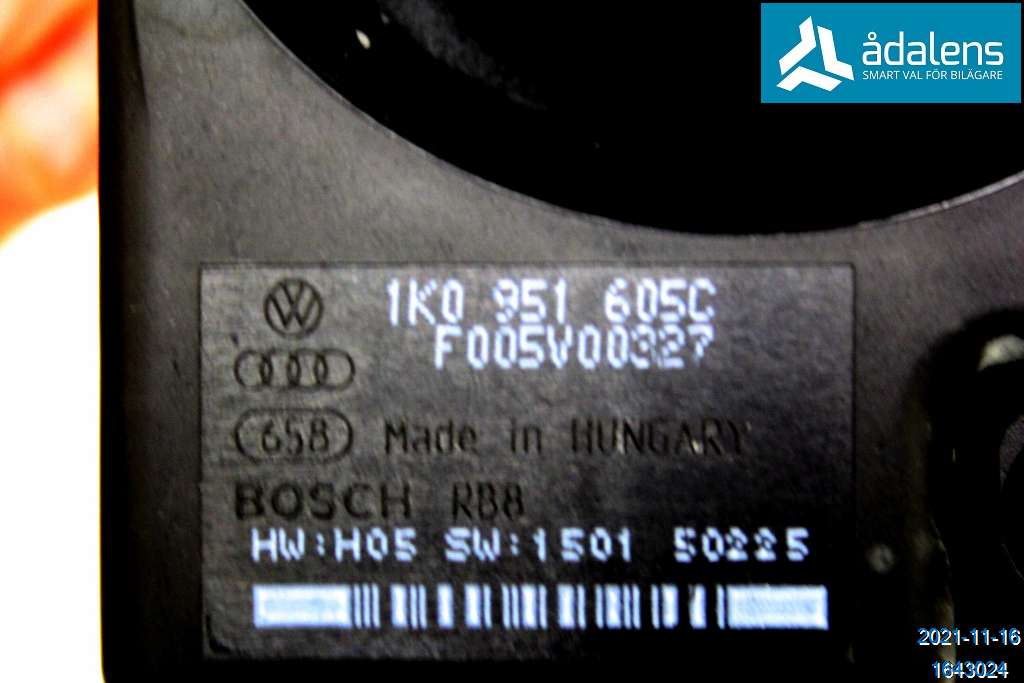 ådalens
SMART VAL FÖR BILÄGARE
1K0 951 605C
F005V00327
658 Made in HUNGARY
BOSCH RB8
HW:H05 SW:1501 50225
2021-11-16
1643024